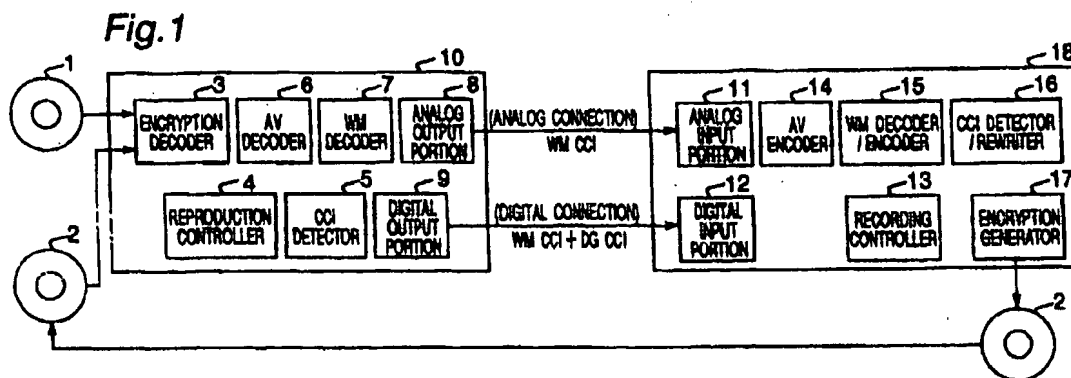 Fig.1
1
10
18
3
6
7
8
11
14
15
16
ENCRYPTION
DECODER
AV
DECODER
WM
DECODER
ANALOG
OUTPUT
PORTION
(ANALOG CONNECTION)
WM CCI
ANALOG
INPUT
PORTION
AV
ENCODER
WM DECODER
/ENCODER
CCI DETECTOR
/REWRITER
4
5
9
12
13
17
REPRODUCTION
CONTROLLER
CCI
DETECTOR
DIGITAL
OUTPUT
PORTION
(DIGITAL CONNECTION)
WM CCI + DG CCI
DIGITAL
INPUT
PORTION
RECORDING
CONTROLLER
ENCRYPTION
GENERATOR
2
2